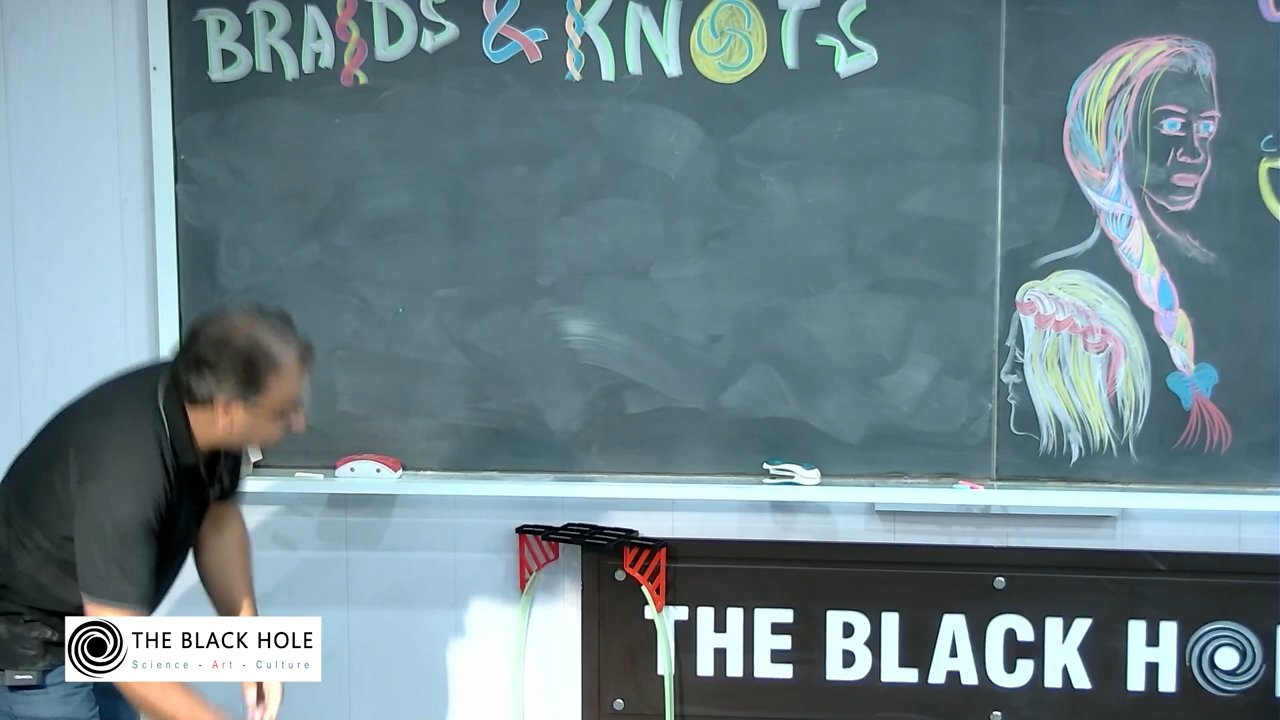 BRAIDS & KNOTS
THE BLACK HOLE
Science - Art - Culture
THE BLACK HO